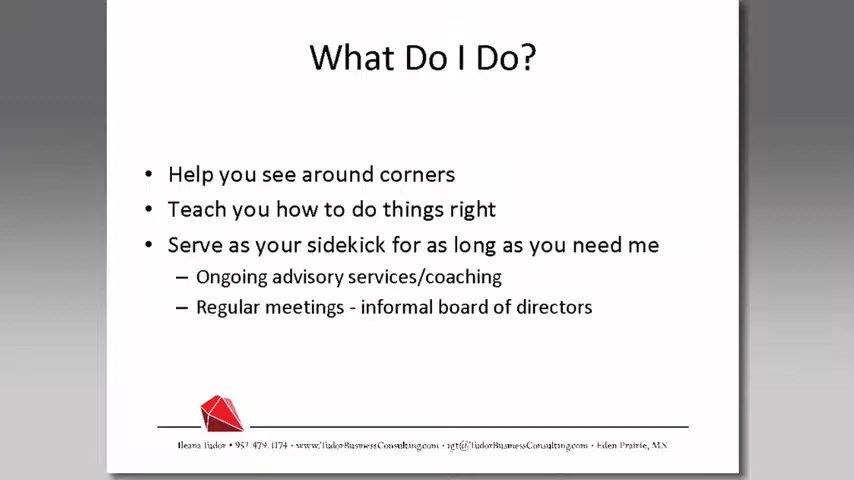 What Do I Do?
• Help you see around corners
• Teach you how to do things right
• Serve as your sidekick for as long as you need me
– Ongoing advisory services/coaching
– Regular meetings - informal board of directors
Ileana Tudor • 952 479 1174 • www.TudorBusinessConsulting.com • igt@TudorBusinessConsulting.com • Eden Prairie, MN